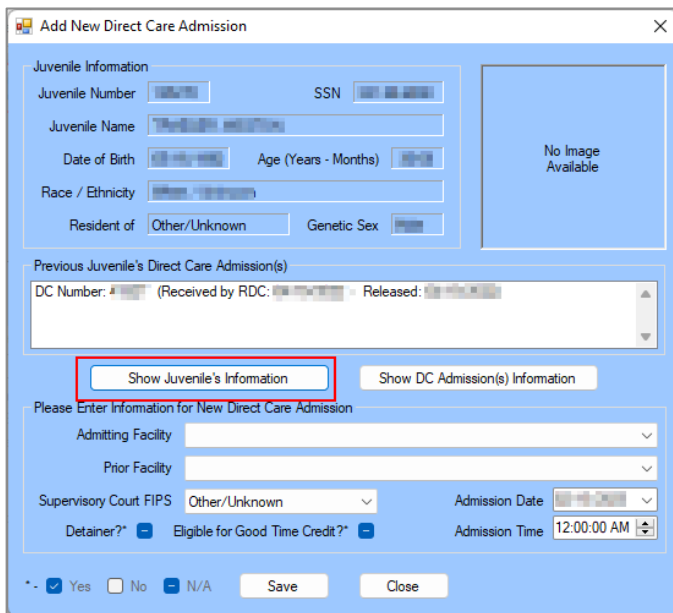 Add New Direct Care Admission
Juvenile Information
Juvenile Number SSN
Juvenile Name
Date of Birth Age (Years - Months)
No Image
Available
Race / Ethnicity
Resident of Other/Unknown Genetic Sex
Previous Juvenile's Direct Care Admission(s)
DC Number: (Received by RDC: - Released:
Show Juvenile's Information Show DC Admission(s) Information
Please Enter Information for New Direct Care Admission
Admitting Facility
Prior Facility
Supervisory Court FIPS Other/Unknown Admission Date
Detainer?* Eligible for Good Time Credit?* Admission Time 12:00:00 AM
* - Yes No N/A Save Close